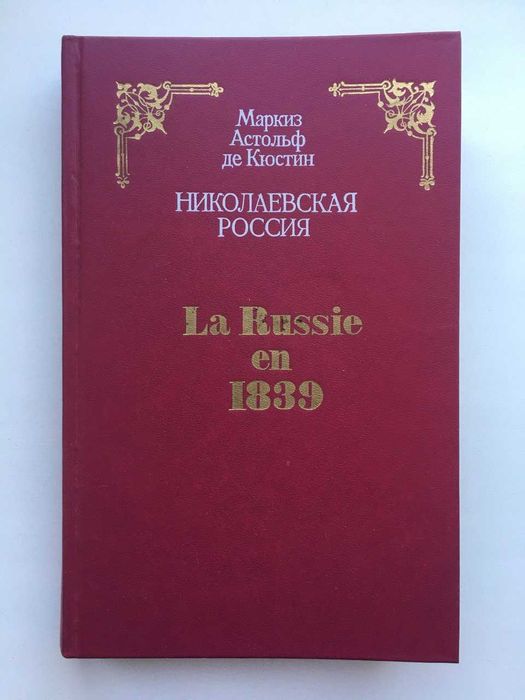 Маркиз
Астольф
де Кюстин
НИКОЛАЕВСКАЯ
РОССИЯ
La Russie
en
1839